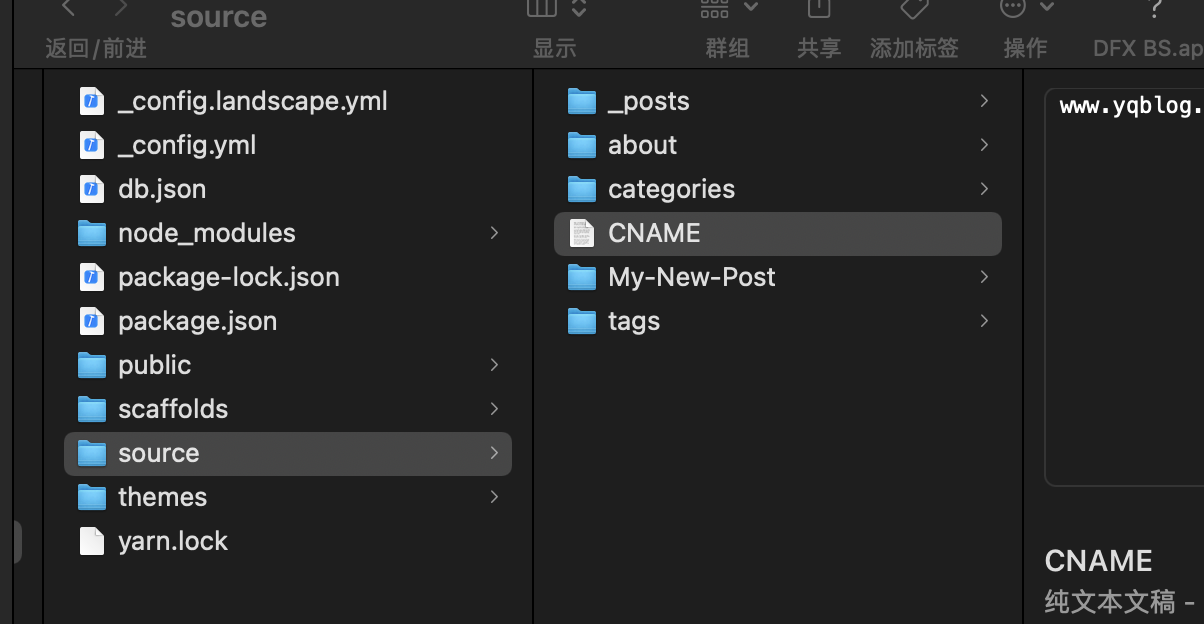 source
返回/前进
显示
群组
共享
添加标签
操作
DFX BS.ap
_config.landscape.yml
_config.yml
db.json
node_modules
package-lock.json
package.json
public
scaffolds
source
themes
yarn.lock
_posts
about
categories
CNAME
My-New-Post
tags
www.yqblog.
CNAME
纯文本文稿 -